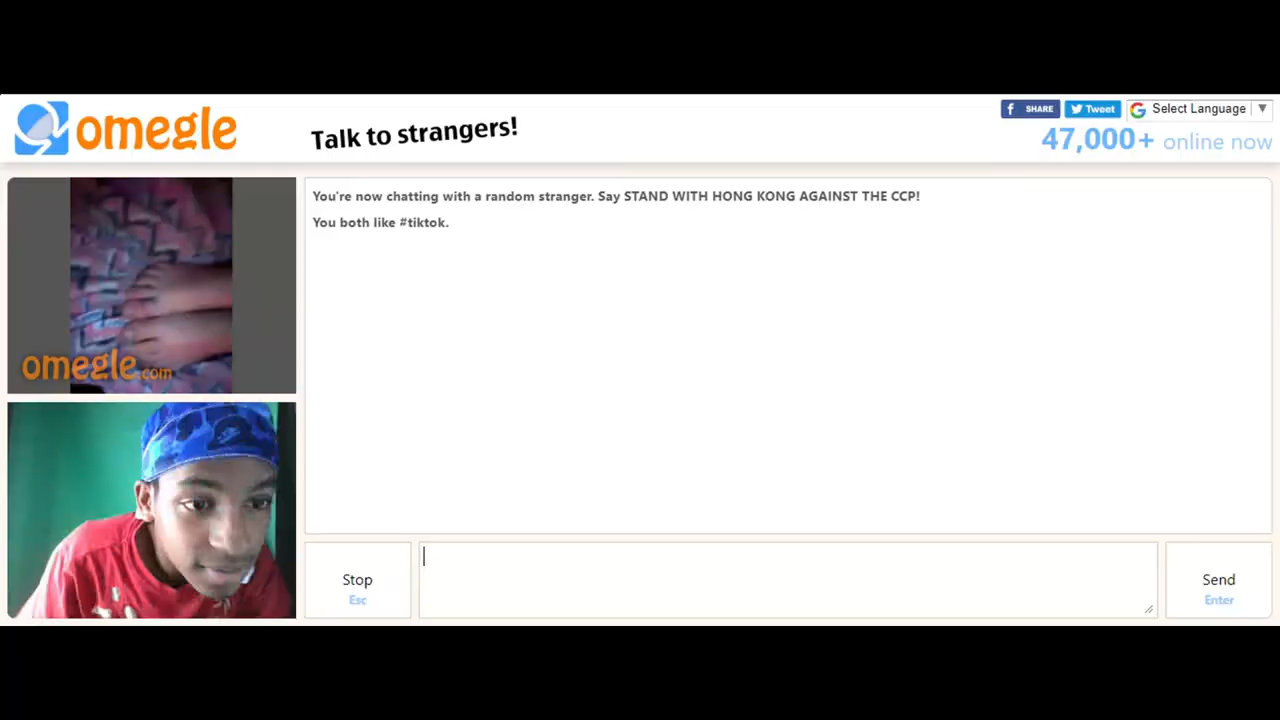 omegle
Talk to strangers!
f SHARE
Tweet
G Select Language ▼
47,000+ online now
You're now chatting with a random stranger. Say STAND WITH HONG KONG AGAINST THE CCP!
You both like #tiktok.
omegle.com
Stop
Esc
Send
Enter